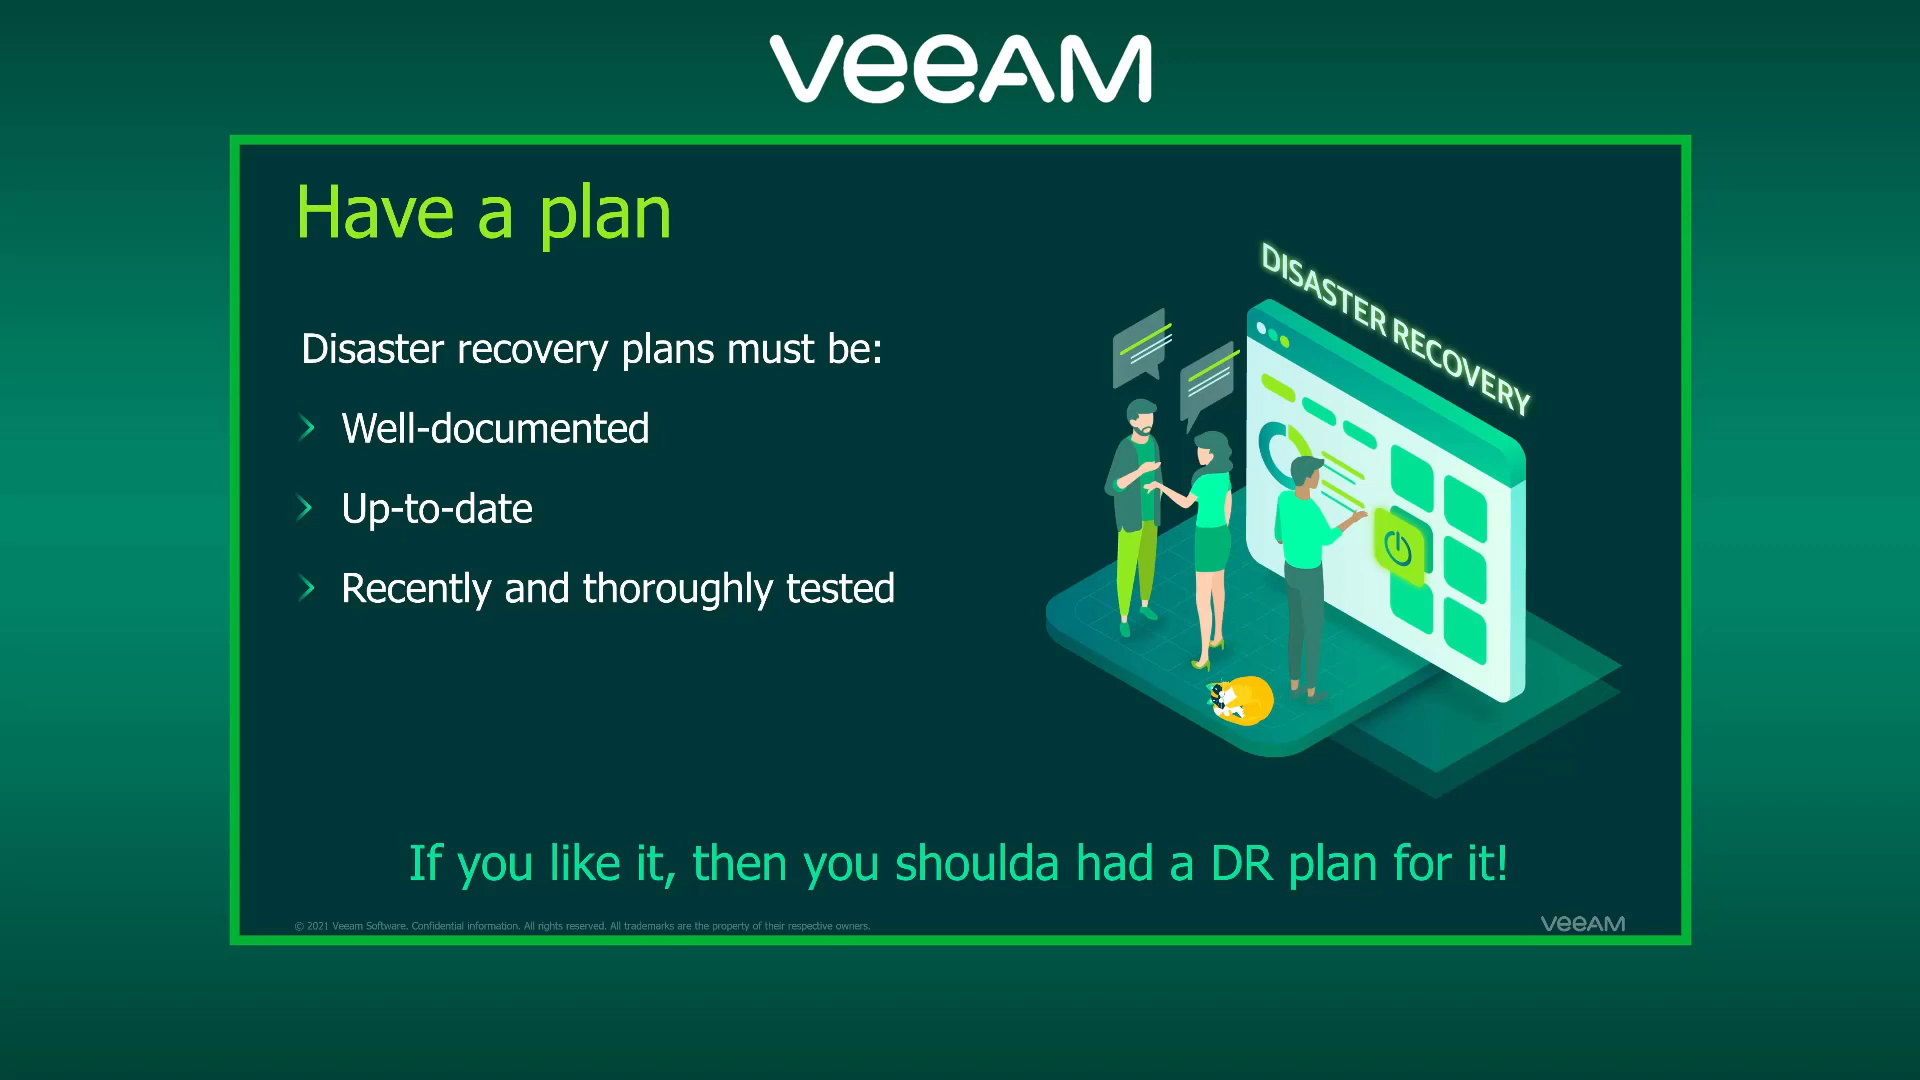 veeAM
Have a plan
DISASTER RECOVERY
Disaster recovery plans must be:
Well-documented
Up-to-date
Recently and thoroughly tested
If you like it, then you shoulda had a DR plan for it!
© 2021 Veeam Software. Confidential information. All rights reserved. All trademarks are the property of their respective owners.
veeAM